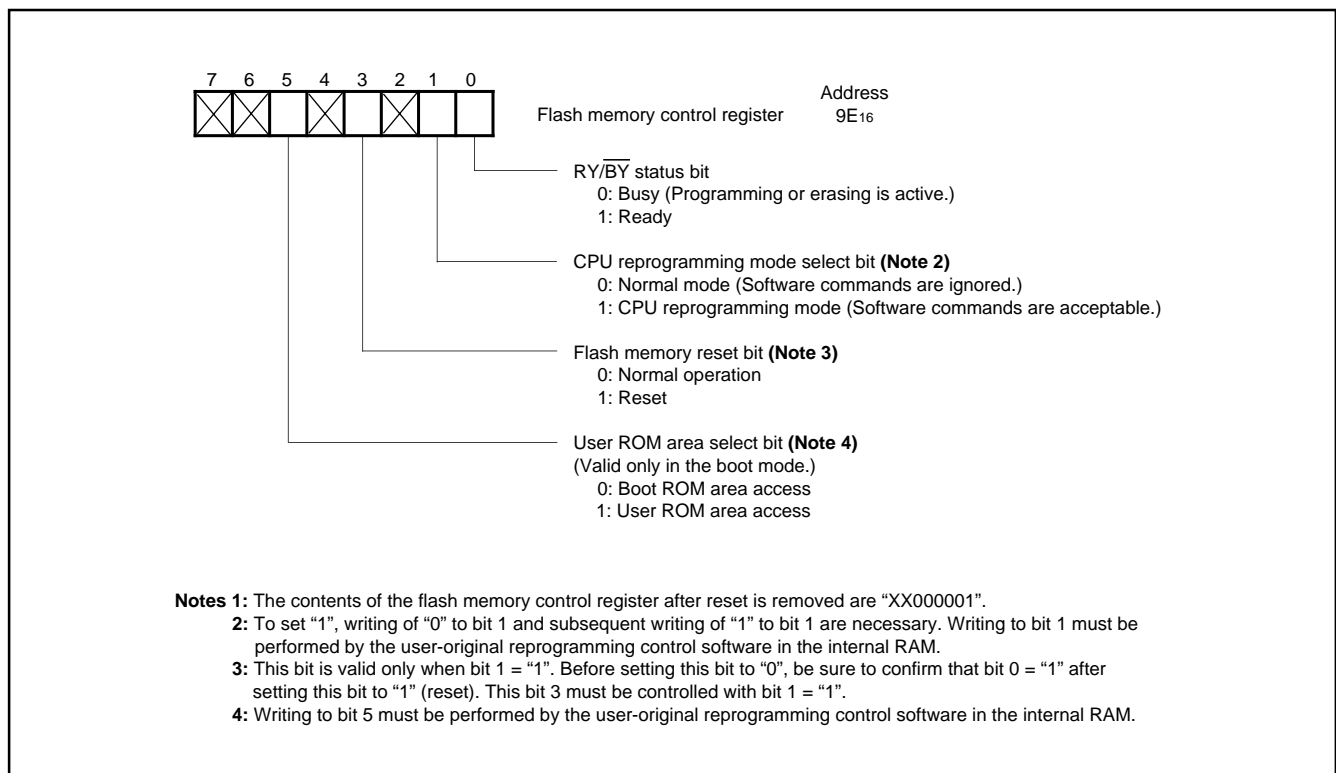 7 6 5 4 3 2 1 0
Address
Flash memory control register 9E16
RY/BY status bit
0: Busy (Programming or erasing is active.)
1: Ready
CPU reprogramming mode select bit (Note 2)
0: Normal mode (Software commands are ignored.)
1: CPU reprogramming mode (Software commands are acceptable.)
Flash memory reset bit (Note 3)
0: Normal operation
1: Reset
User ROM area select bit (Note 4)
(Valid only in the boot mode.)
0: Boot ROM area access
1: User ROM area access
Notes 1: The contents of the flash memory control register after reset is removed are “XX000001”.
2: To set “1”, writing of “0” to bit 1 and subsequent writing of “1” to bit 1 are necessary. Writing to bit 1 must be
performed by the user-original reprogramming control software in the internal RAM.
3: This bit is valid only when bit 1 = “1”. Before setting this bit to “0”, be sure to confirm that bit 0 = “1” after
setting this bit to “1” (reset). This bit 3 must be controlled with bit 1 = “1”.
4: Writing to bit 5 must be performed by the user-original reprogramming control software in the internal RAM.